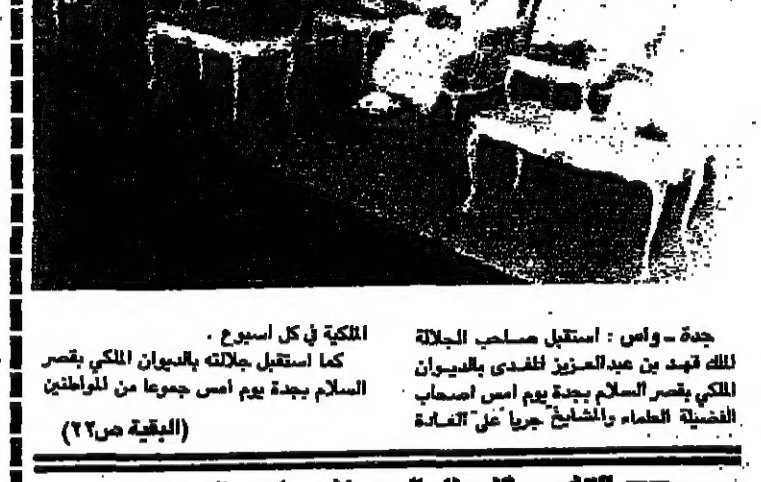 جدة ـ واس : استقبل صاحب الجلالة
الملك فهد بن عبدالعزيز المفدى بالديوان
الملكي بقصر السلام بجدة يوم امس اصحاب
الفضيلة العلماء والمشايخ جريا على العادة
الملكية في كل اسبوع .
كما استقبل جلالته بالديوان الملكي بقصر
السلام بجدة يوم امس جموعا من المواطنين
(البقية ص٢٢)